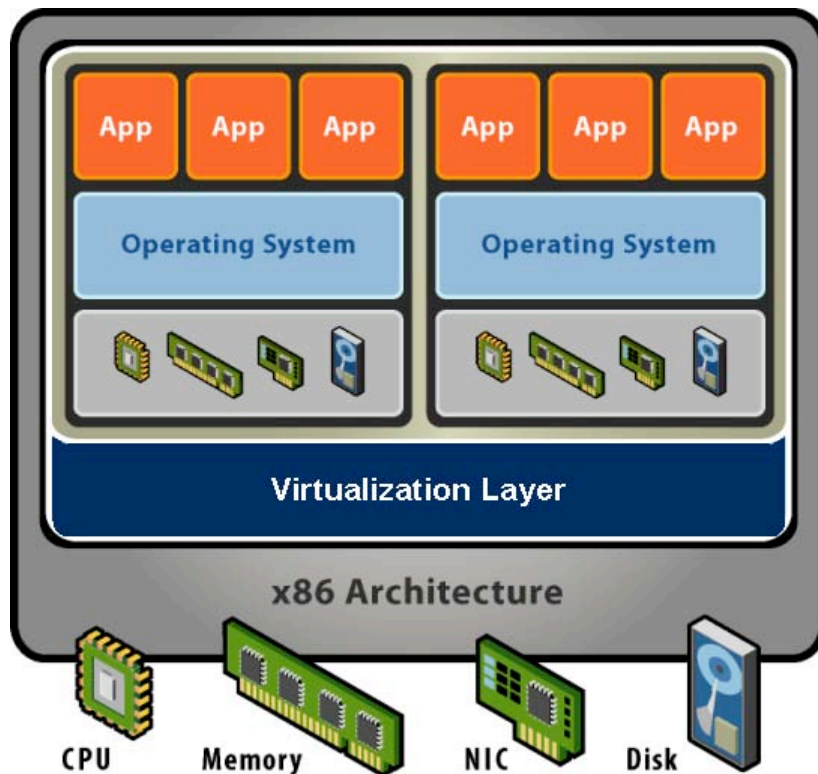 App App App App App App
Operating System Operating System
Virtualization Layer
x86 Architecture
CPU Memory NIC Disk